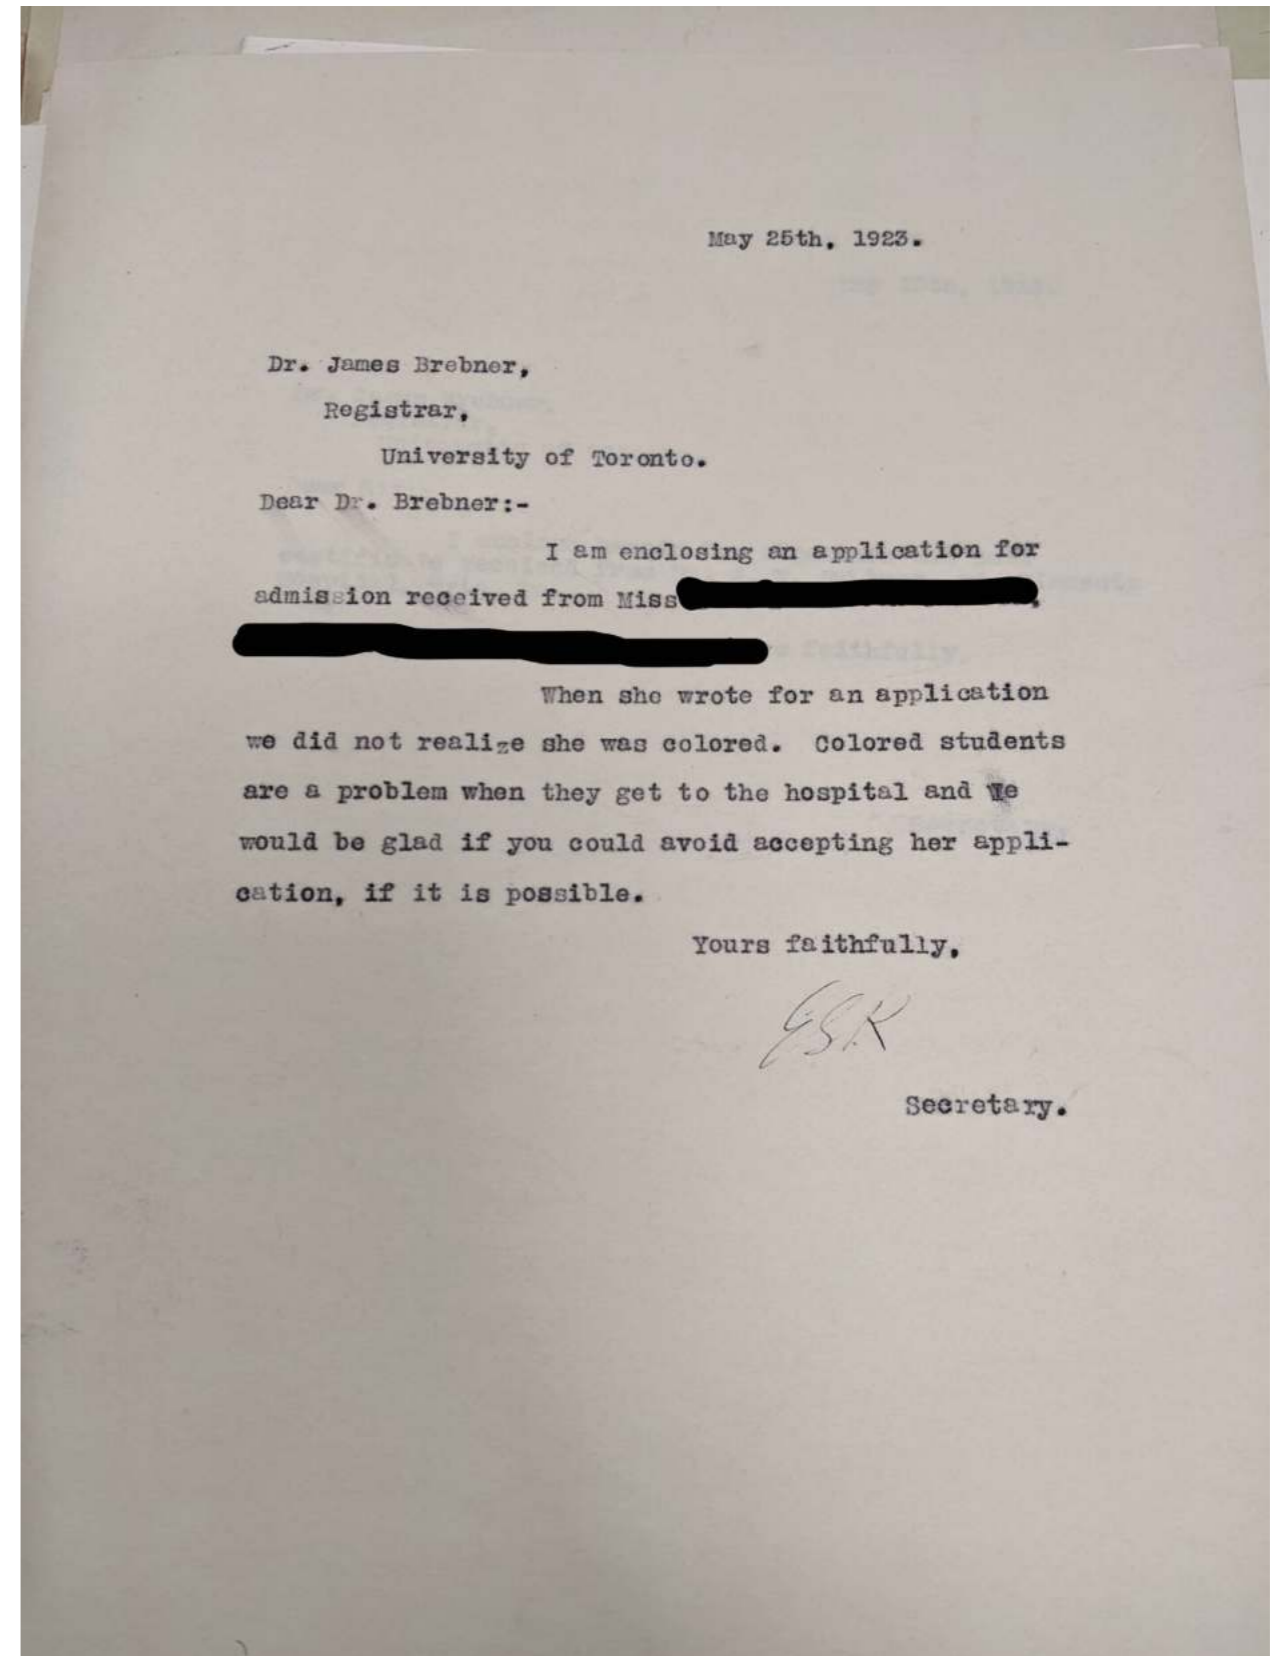 May 25th, 1923.
Dr. James Brebner,
Registrar,
University of Toronto.
Dear Dr. Brebner:-
I am enclosing an application for
admission received from Miss
When she wrote for an application
we did not realize she was colored. Colored students
are a problem when they get to the hospital and We
would be glad if you could avoid accepting her appli-
cation, if it is possible.
Yours faithfully,
ESK
Secretary.